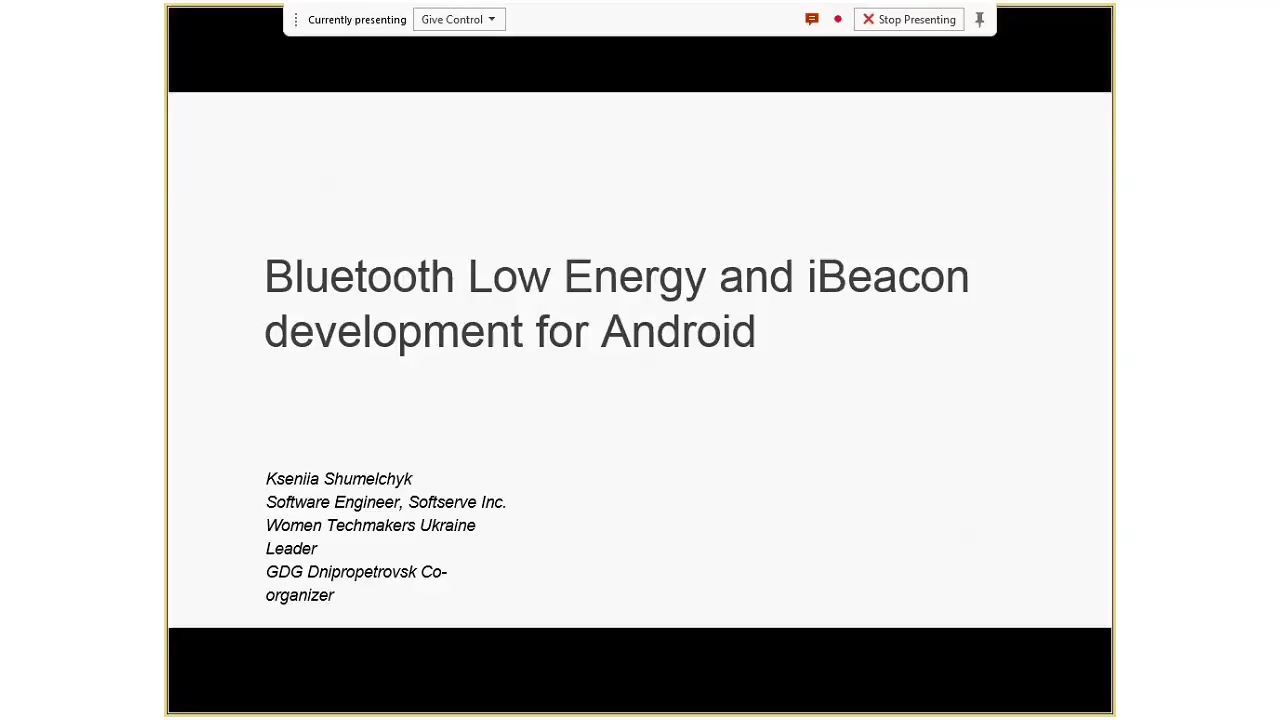 Currently presenting Give Control Stop Presenting
Bluetooth Low Energy and iBeacon
development for Android
Kseniia Shumelchyk
Software Engineer, Softserve Inc.
Women Techmakers Ukraine
Leader
GDG Dnipropetrovsk Co-
organizer